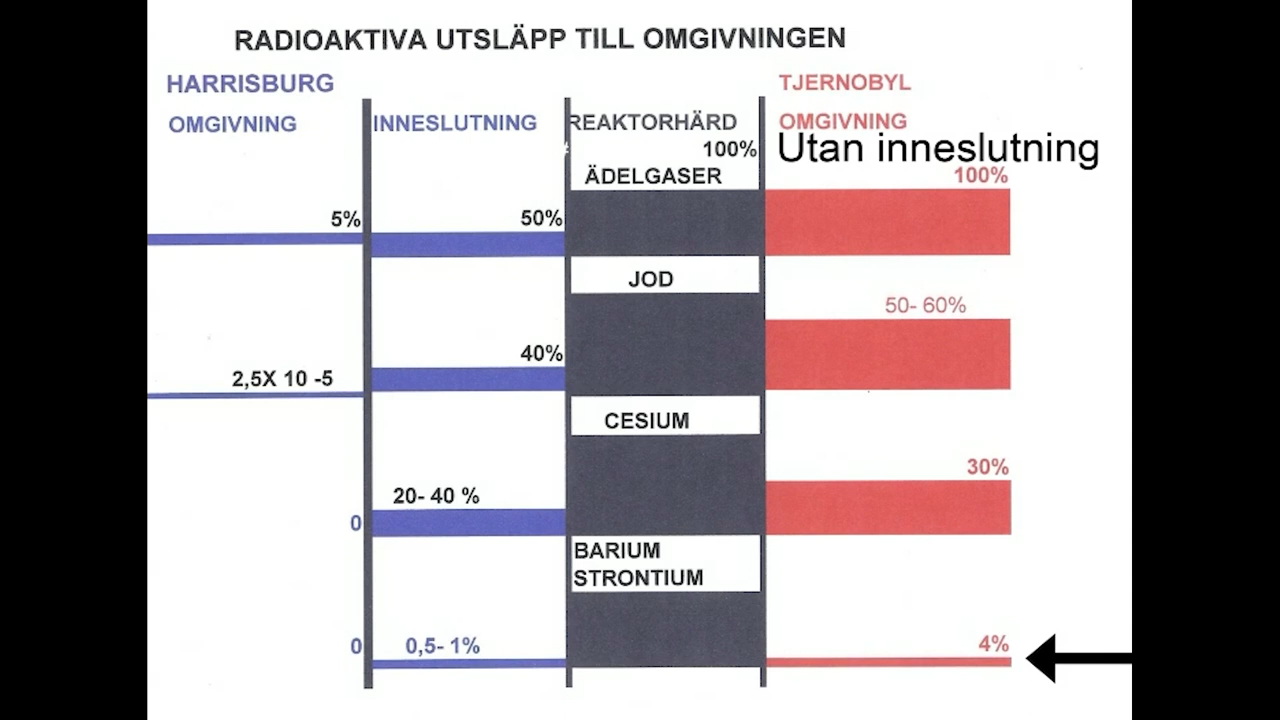 RADIOAKTIVA UTSLÄPP TILL OMGIVNINGEN
HARRISBURG
TJERNOBYL
OMGIVNING
INNESLUTNING
REAKTORHÄRD
OMGIVNING
Utan inneslutning
100%
ÄDELGASER
100%
5%
50%
JOD
50- 60%
40%
2,5X 10 -5
CESIUM
30%
20- 40 %
0
BARIUM
STRONTIUM
0
0,5- 1%
4%